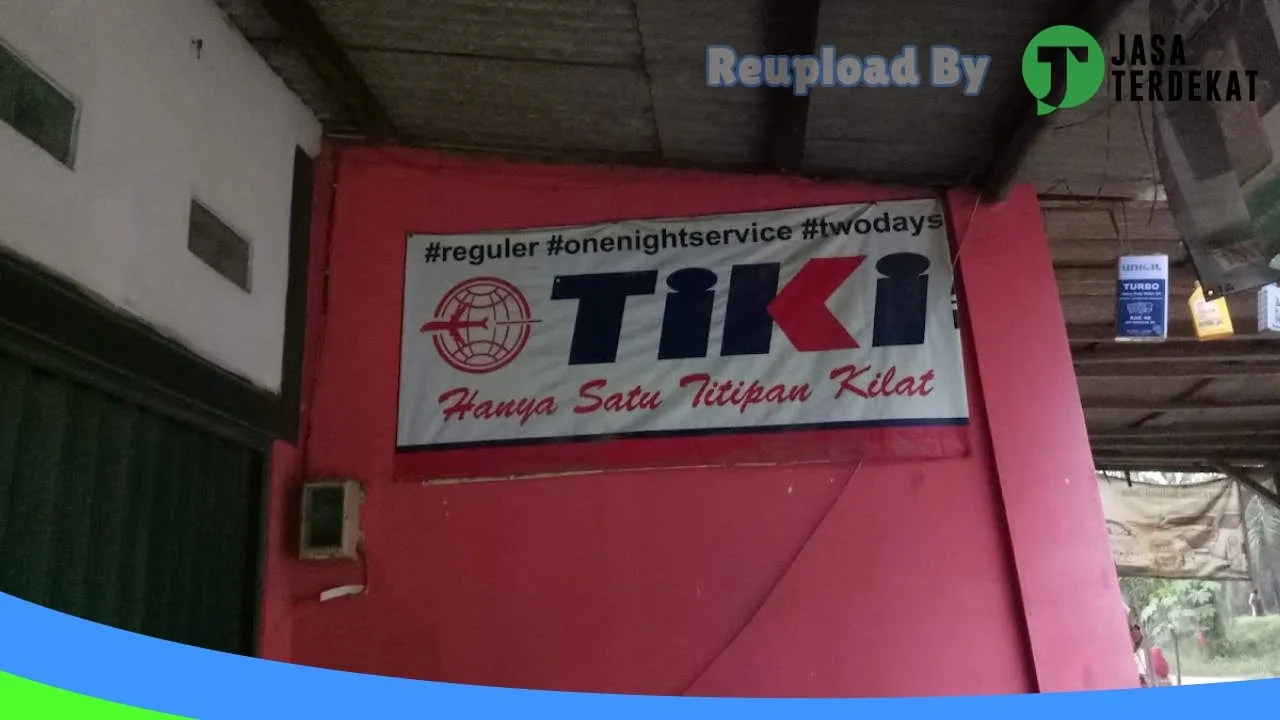 Reupload By
JASA
TERDEKAT
#reguler #onenightservice #twodays
TiKi
Hanya Satu Titipan Kilat
TURBO